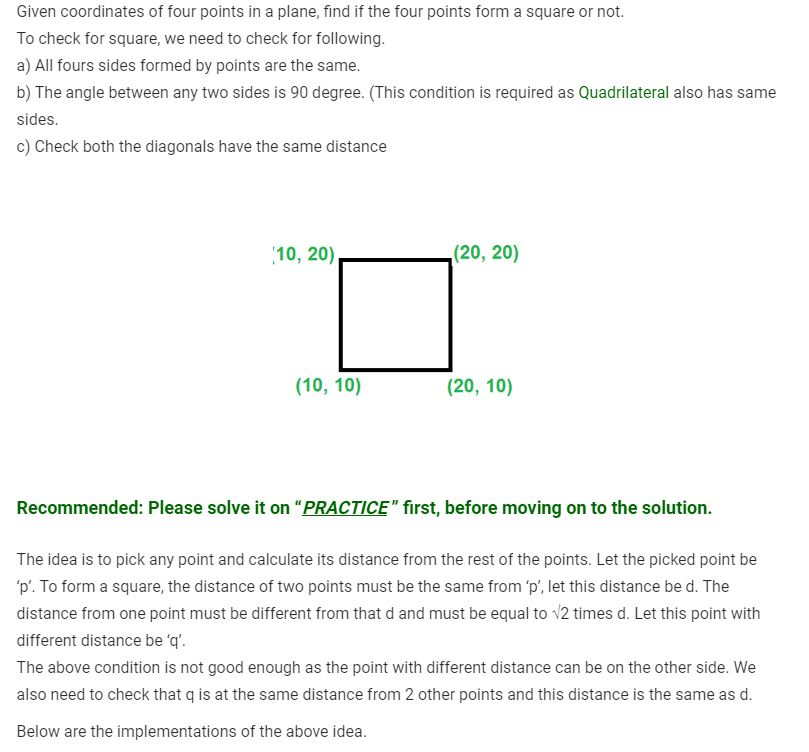 Given coordinates of four points in a plane, find if the four points form a square or not.
To check for square, we need to check for following.
a) All fours sides formed by points are the same.
b) The angle between any two sides is 90 degree. (This condition is required as Quadrilateral also has same
sides.
c) Check both the diagonals have the same distance
(10, 20)
(20, 20)
(10, 10)
(20, 10)
Recommended: Please solve it on “PRACTICE” first, before moving on to the solution.
The idea is to pick any point and calculate its distance from the rest of the points. Let the picked point be
‘p’. To form a square, the distance of two points must be the same from ‘p’, let this distance be d. The
distance from one point must be different from that d and must be equal to √2 times d. Let this point with
different distance be ‘q’.
The above condition is not good enough as the point with different distance can be on the other side. We
also need to check that q is at the same distance from 2 other points and this distance is the same as d.
Below are the implementations of the above idea.